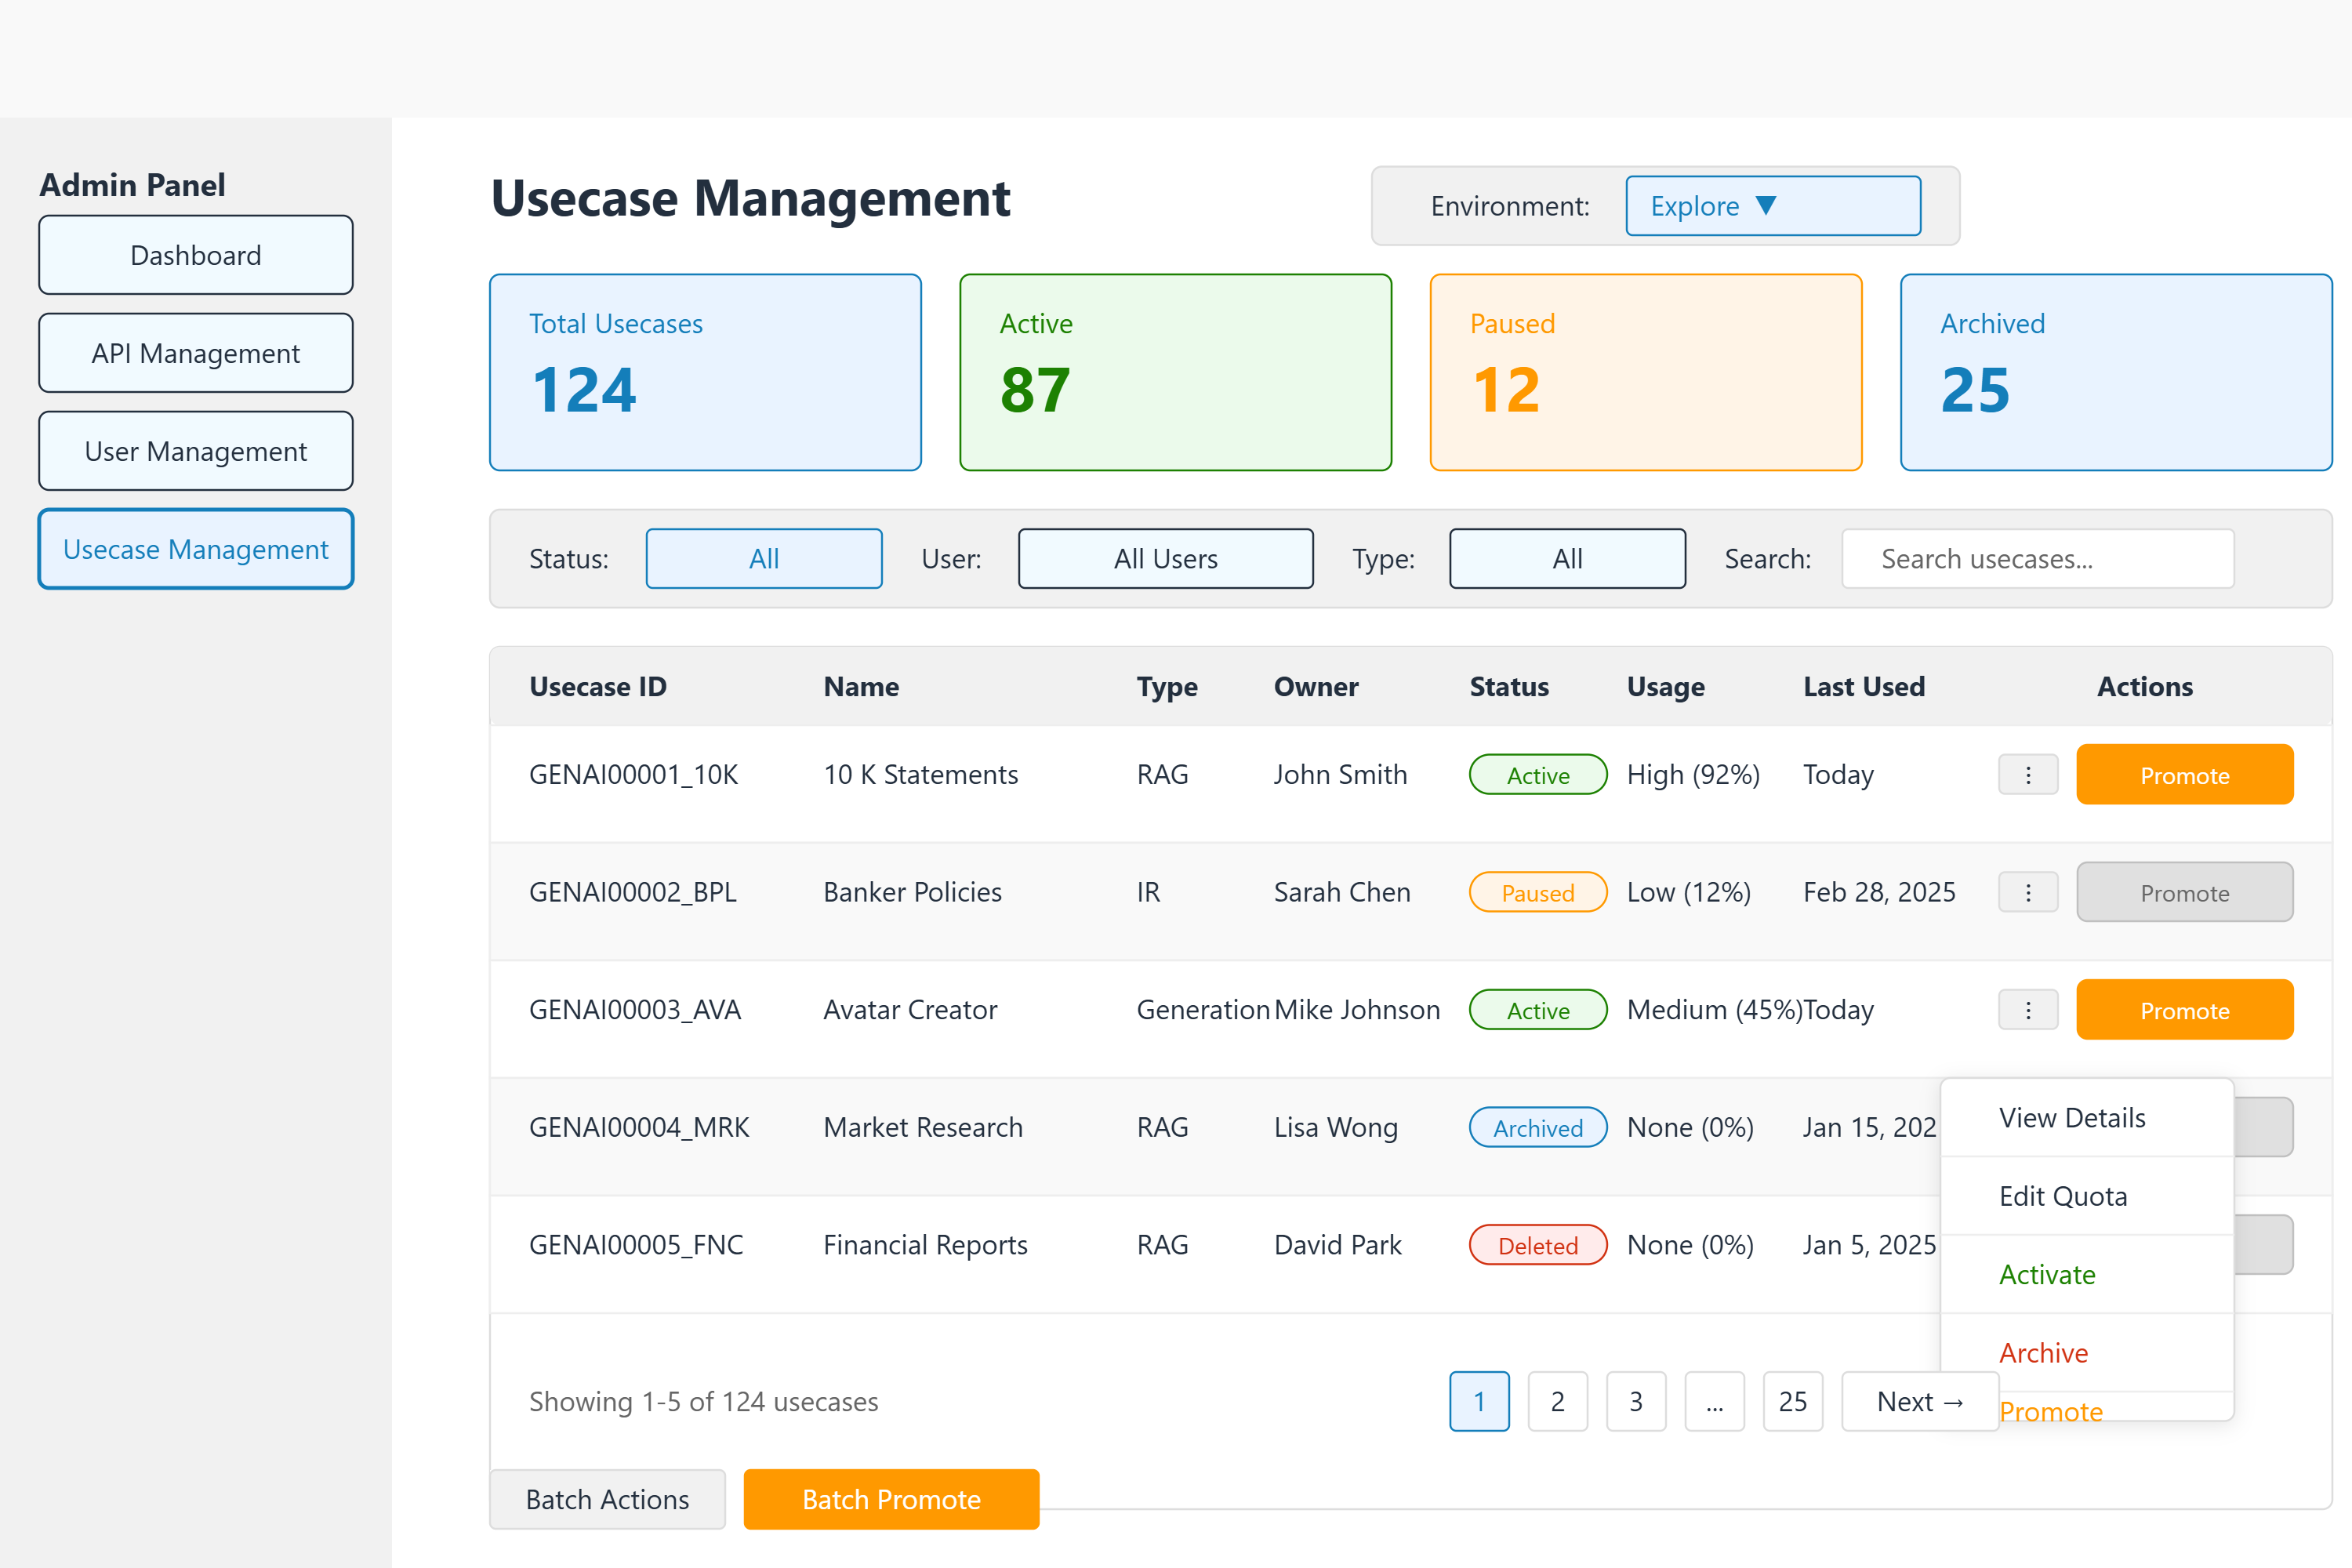 Admin Panel
Dashboard
API Management
User Management
Usecase Management
Usecase Management
Environment: Explore ▼
Total Usecases
124
Active
87
Paused
12
Archived
25
Status: All User: All Users Type: All Search: Search usecases...
Usecase ID Name Type Owner Status Usage Last Used Actions
GENAI00001_10K 10 K Statements RAG John Smith Active High (92%) Today ⋮ Promote
GENAI00002_BPL Banker Policies IR Sarah Chen Paused Low (12%) Feb 28, 2025 ⋮ Promote
GENAI00003_AVA Avatar Creator Generation Mike Johnson Active Medium (45%) Today ⋮ Promote
GENAI00004_MRK Market Research RAG Lisa Wong Archived None (0%) Jan 15, 202
GENAI00005_FNC Financial Reports RAG David Park Deleted None (0%) Jan 5, 2025
View Details
Edit Quota
Activate
Archive
Promote
Showing 1-5 of 124 usecases 1 2 3 ... 25 Next →
Batch Actions Batch Promote